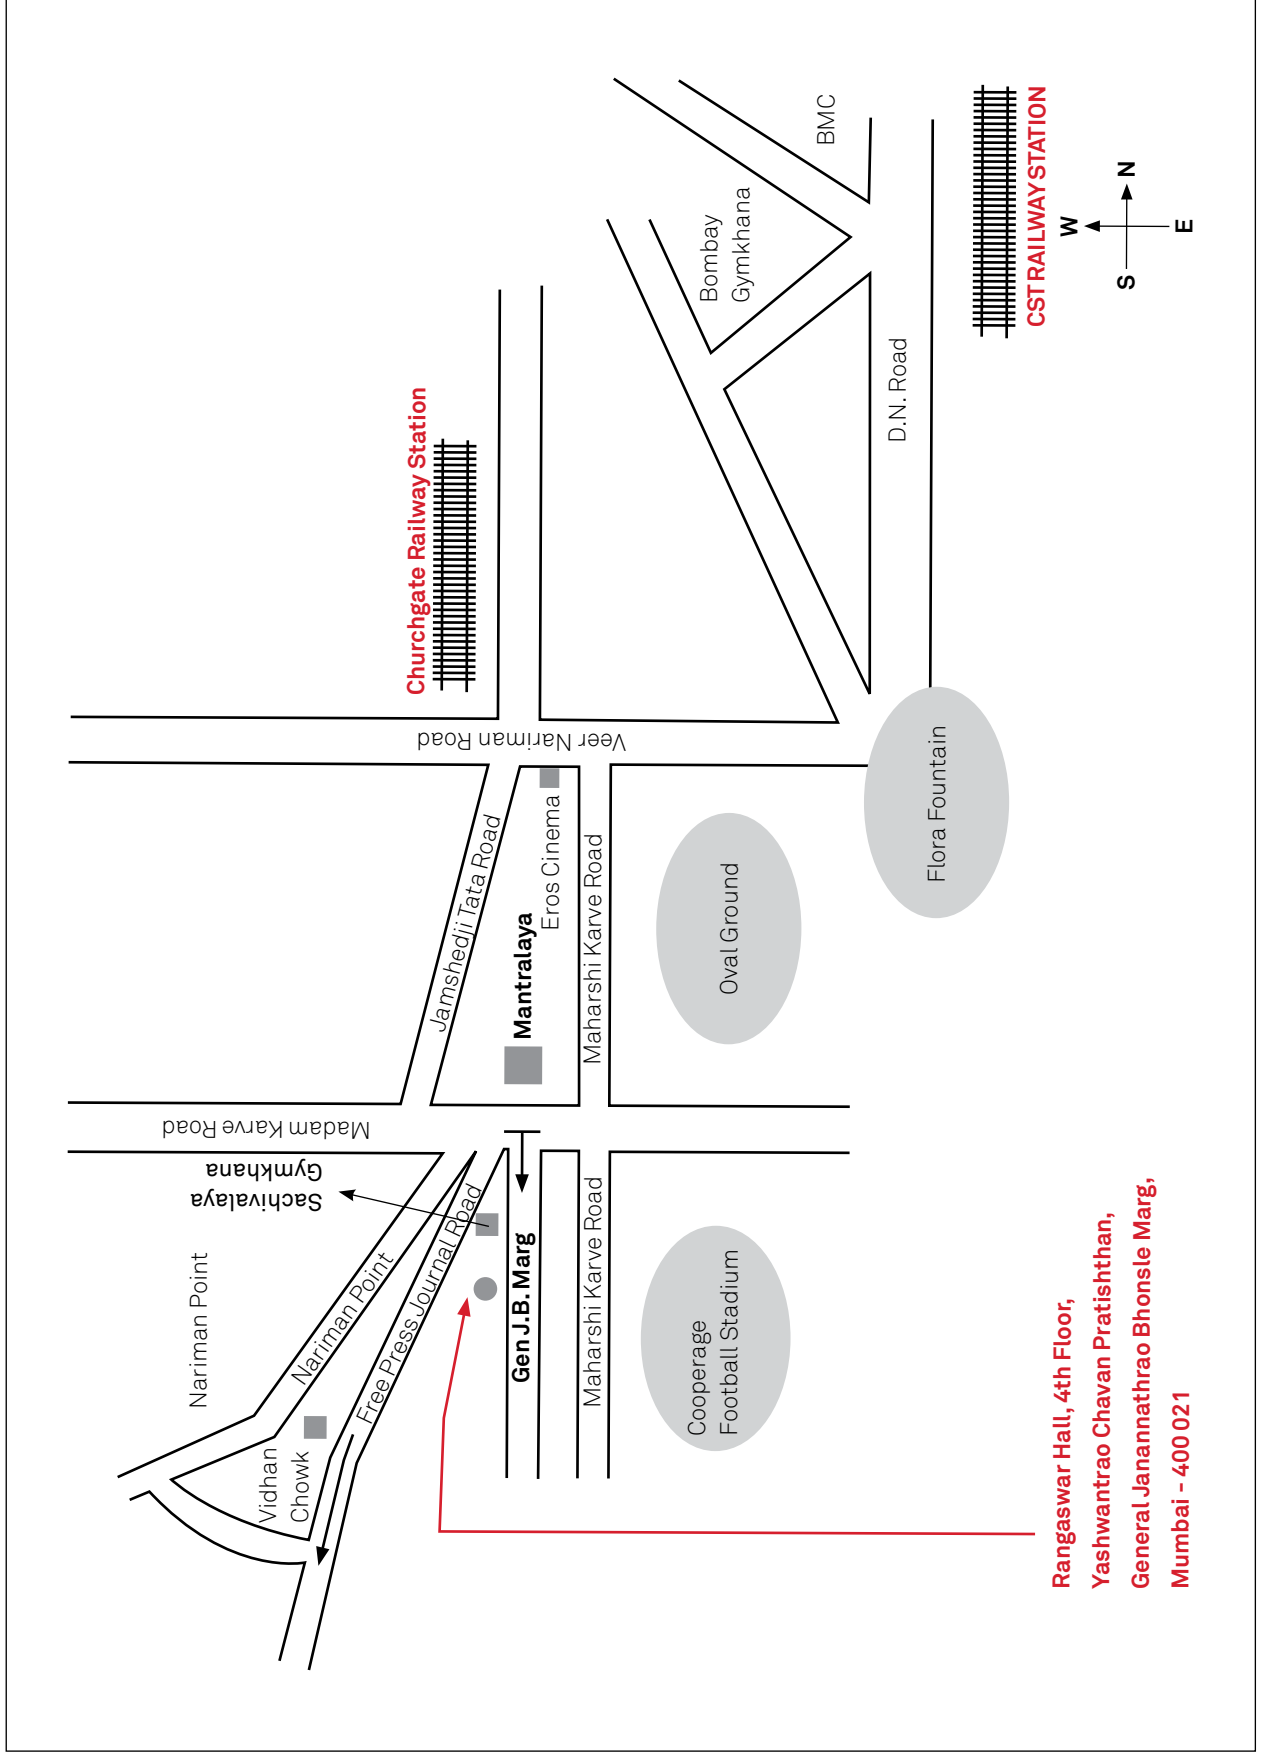 Churchgate Railway Station
BMC
Bombay
Gymkhana
CST RAILWAY STATION
W
N
S
E
D.N. Road
Veer Nariman Road
Jamshedji Tata Road
Eros Cinema
Mantralaya
Maharshi Karve Road
Oval Ground
Flora Fountain
Madam Karve Road
Sachivalaya
Gymkhana
Nariman Point
Nariman Point
Free Press Journal Road
Gen J.B. Marg
Maharshi Karve Road
Vidhan
Chowk
Cooperage
Football Stadium
Rangaswar Hall, 4th Floor,
Yashwantrao Chavan Pratishthan,
General Janannathrao Bhonsle Marg,
Mumbai - 400 021